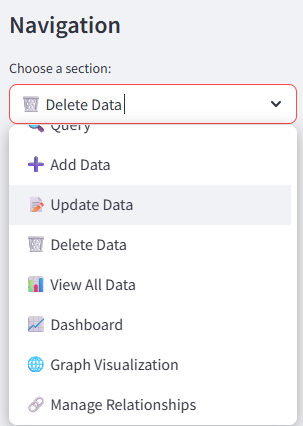 Navigation
Choose a section:
Delete Data
Query
Add Data
Update Data
Delete Data
View All Data
Dashboard
Graph Visualization
Manage Relationships